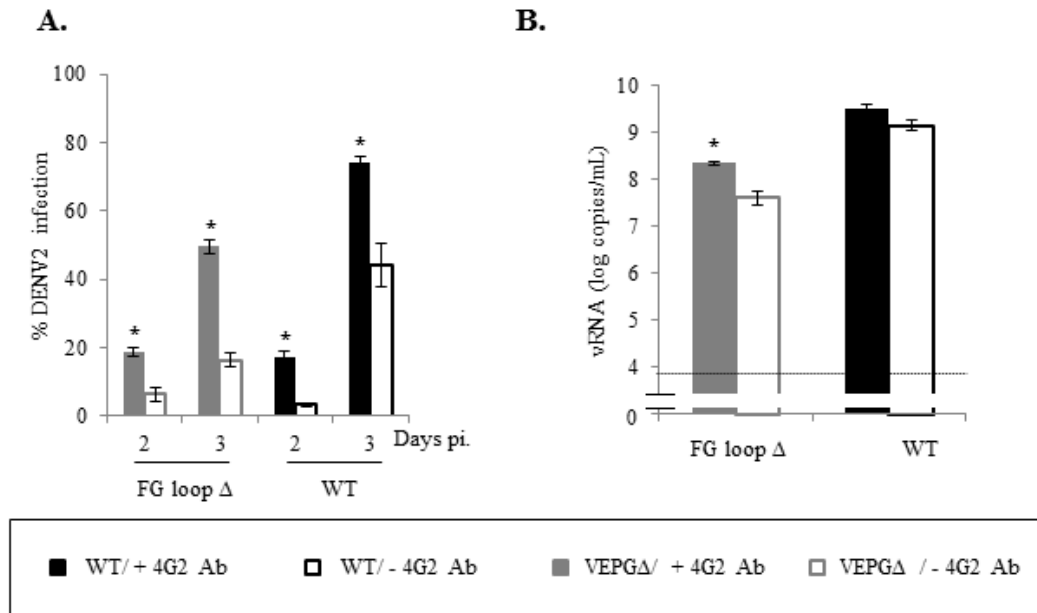 A.
% DENV2 infection
100
80
60
40
20
0
*
*
*
*
2
3
2
3
Days pi.
FG loop Δ
WT
B.
vRNA (log copies/mL)
10
9
8
7
6
5
4
0
*
FG loop Δ
WT
WT/ + 4G2 Ab
WT/ - 4G2 Ab
VEPGΔ/ + 4G2 Ab
VEPGΔ / - 4G2 Ab